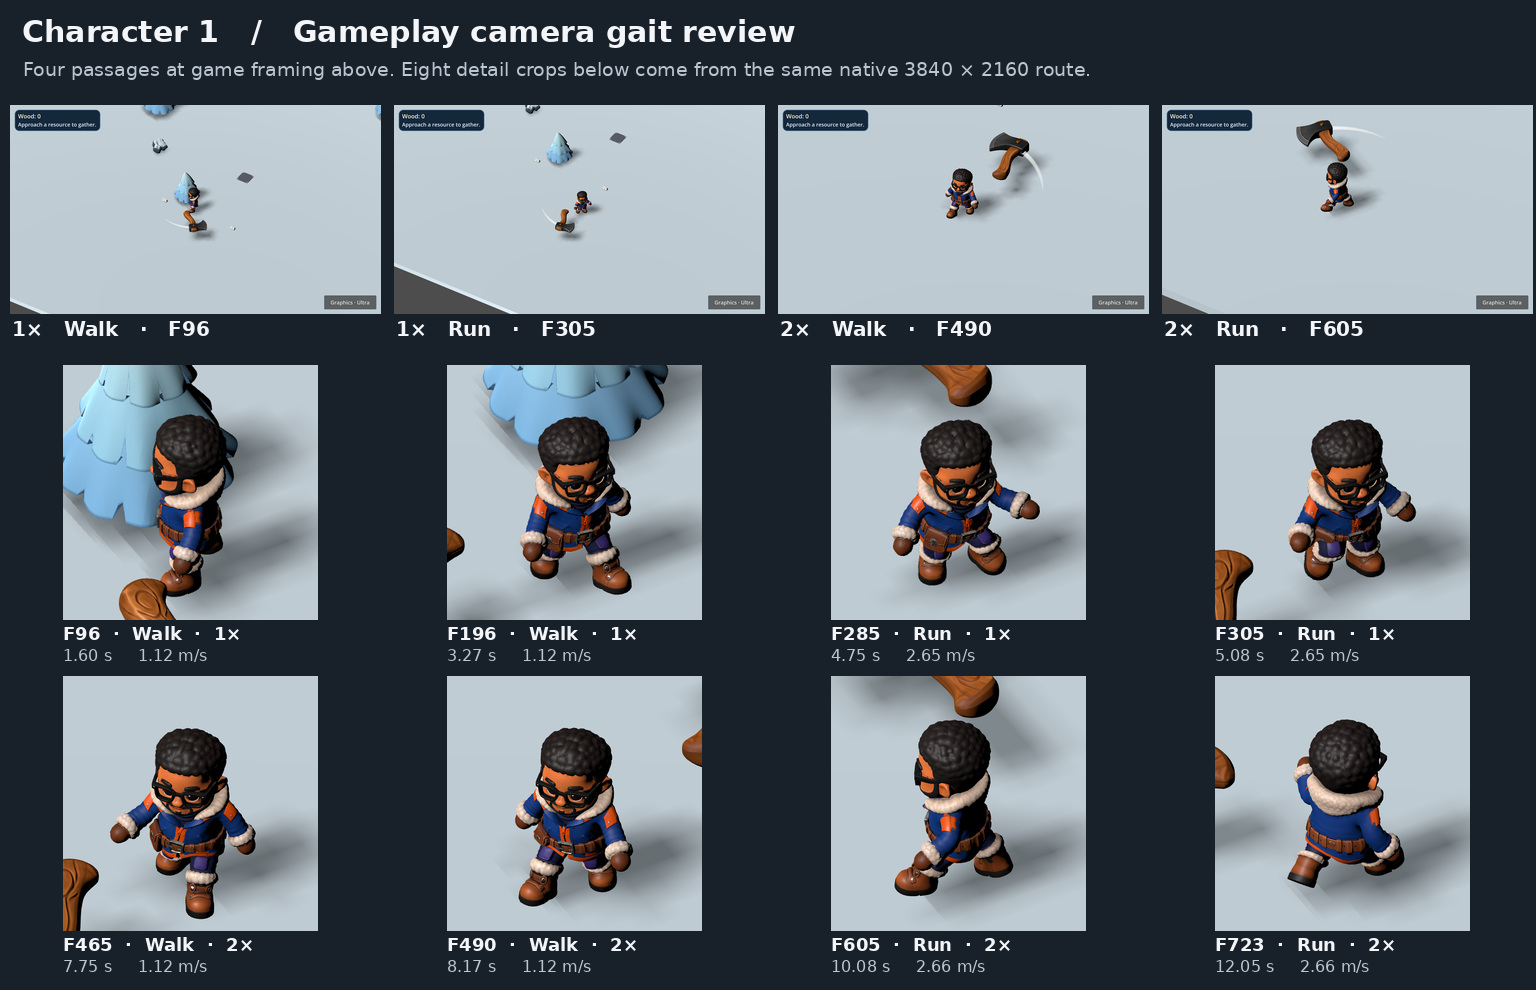 Character 1 / Gameplay camera gait review
Four passages at game framing above. Eight detail crops below come from the same native 3840 × 2160 route.
Wood: 0
Approach a resource to gather.
Graphics · Ultra
Wood: 0
Approach a resource to gather.
Graphics · Ultra
Wood: 0
Approach a resource to gather.
Graphics · Ultra
Wood: 0
Approach a resource to gather.
Graphics · Ultra
1× Walk · F96
1× Run · F305
2× Walk · F490
2× Run · F605
F96 · Walk · 1×
1.60 s 1.12 m/s
F196 · Walk · 1×
3.27 s 1.12 m/s
F285 · Run · 1×
4.75 s 2.65 m/s
F305 · Run · 1×
5.08 s 2.65 m/s
F465 · Walk · 2×
7.75 s 1.12 m/s
F490 · Walk · 2×
8.17 s 1.12 m/s
F605 · Run · 2×
10.08 s 2.66 m/s
F723 · Run · 2×
12.05 s 2.66 m/s